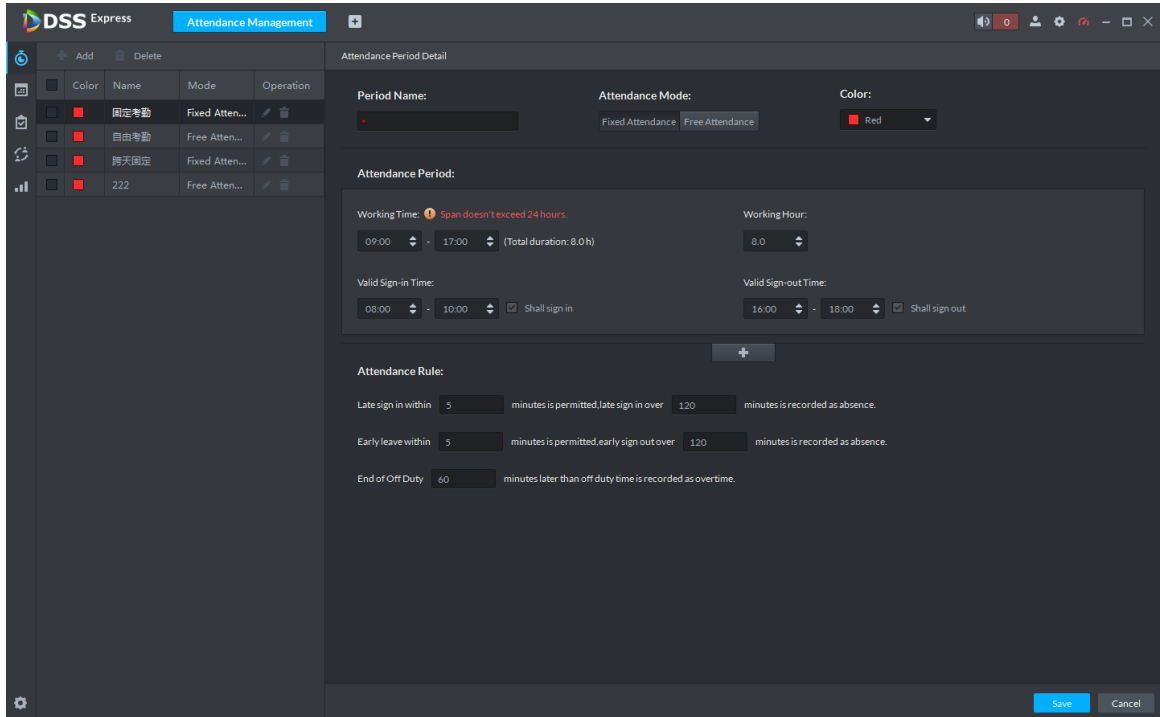 DSS Express
Attendance Management
0
Add Delete
Color Name Mode Operation
固定考勤 Fixed Atten...
自由考勤 Free Atten...
跨天固定 Fixed Atten...
222 Free Atten...
Attendance Period Detail
Period Name: Attendance Mode: Color:
* Fixed Attendance Free Attendance Red
Attendance Period:
Working Time: Span doesn't exceed 24 hours. Working Hour:
09:00 - 17:00 (Total duration: 8.0 h) 8.0
Valid Sign-in Time: Valid Sign-out Time:
08:00 - 10:00 Shall sign in 16:00 - 18:00 Shall sign out
Attendance Rule:
Late sign in within 5 minutes is permitted,late sign in over 120 minutes is recorded as absence.
Early leave within 5 minutes is permitted,early sign out over 120 minutes is recorded as absence.
End of Off Duty 60 minutes later than off duty time is recorded as overtime.
Save Cancel